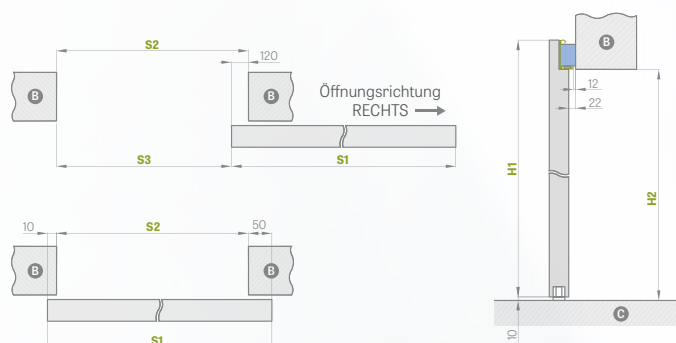 S2
120
B
B
Öffnungsrichtung
RECHTS
S3
S1
10
S2
50
B
B
S1
B
12
22
H1
H2
C
10